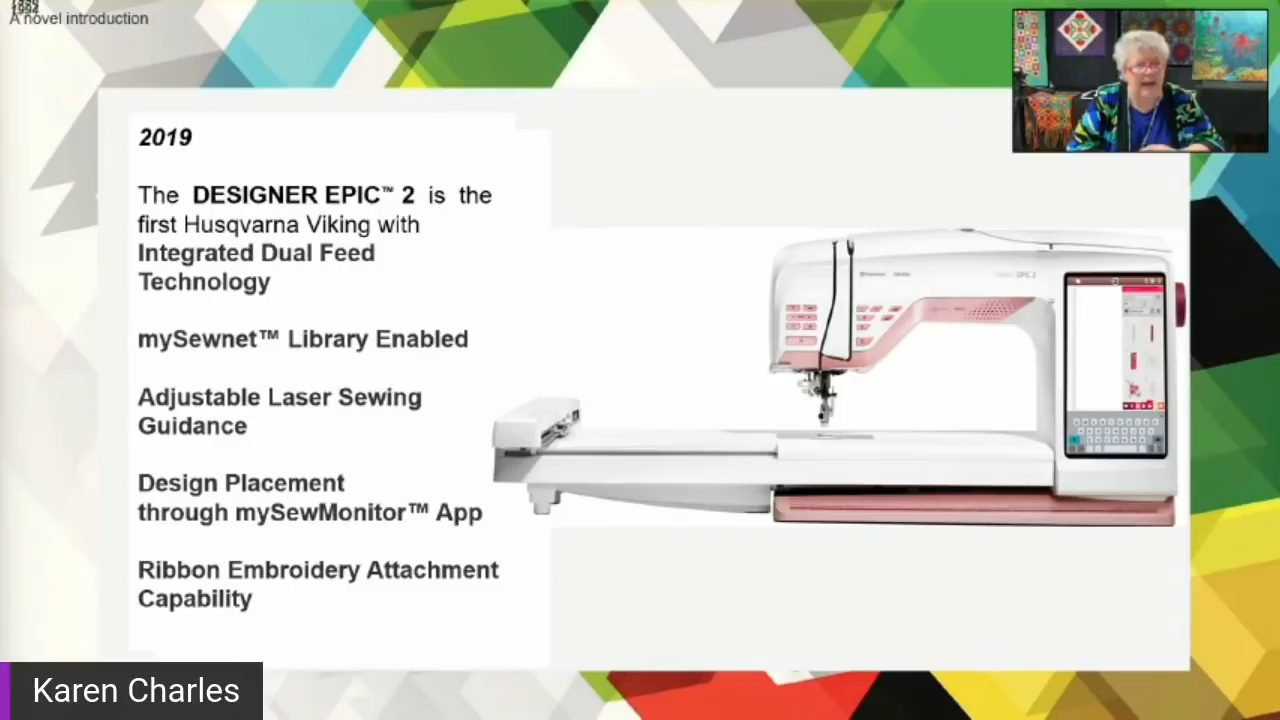 A novel introduction
2019
The DESIGNER EPIC™ 2 is the
first Husqvarna Viking with
Integrated Dual Feed
Technology
mySewnet™ Library Enabled
Adjustable Laser Sewing
Guidance
Design Placement
through mySewMonitor™ App
Ribbon Embroidery Attachment
Capability
Karen Charles